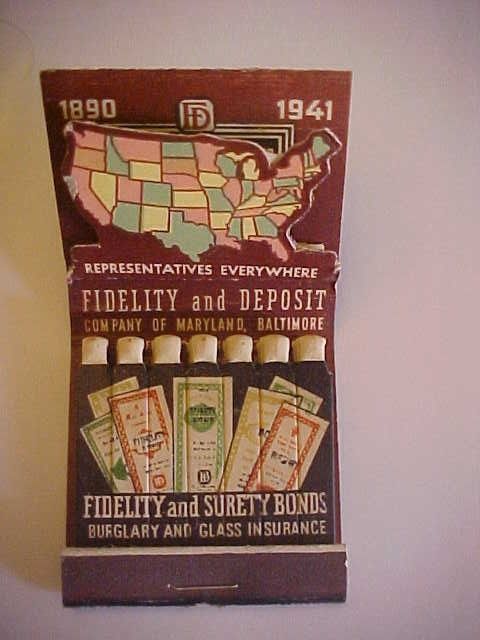 1890 FD 1941
REPRESENTATIVES EVERYWHERE
FIDELITY and DEPOSIT
COMPANY OF MARYLAND, BALTIMORE
FIDELITY and SURETY BONDS
BURGLARY AND GLASS INSURANCE